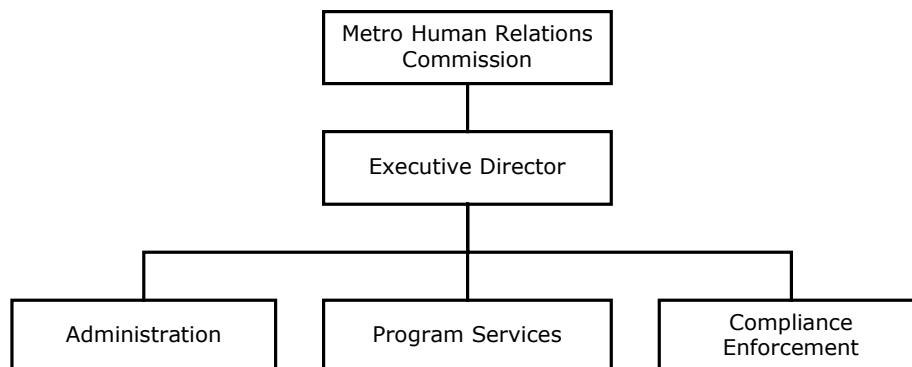 Metro Human Relations
Commission
Executive Director
Administration
Program Services
Compliance
Enforcement